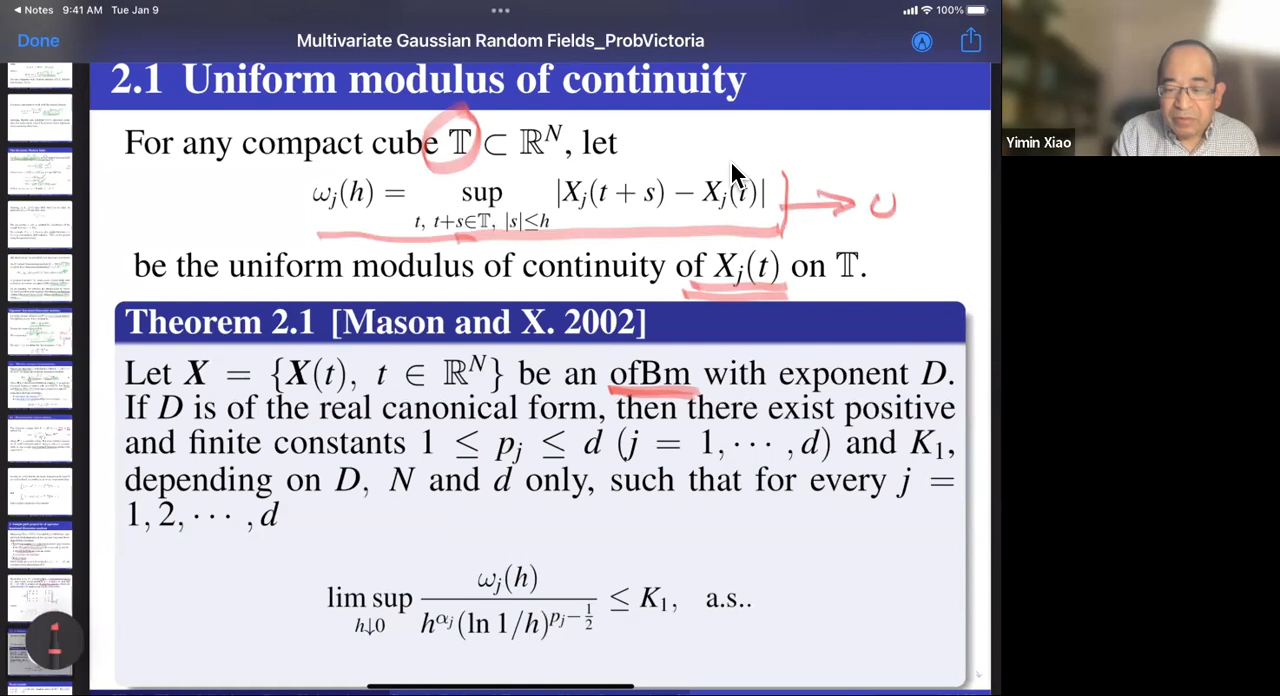 Notes 9:41 AM Tue Jan 9
100%
Done
Multivariate Gaussian Random Fields_ProbVictoria
Yimin Xiao
2.1 Uniform modulus of continuity
For any compact cube 𝕋 ⊂ ℝ^N, let
ω_j(h) = sup_{t, t+s∈𝕋, |s|≤h} |X_j(t + s) − X_j(t)| → 0
be the uniform modulus of continuity of X_j(t) on 𝕋.
Theorem 2.1 [Mason and X. 2002]
Let X = {X(t), t ∈ ℝ^N} be an ofBm with exponent D.
If D is of the real canonical form, then there exist positive
and finite constants 1 ≤ p_j ≤ d (j = 1, ··· , d) and K_1,
depending on D, N and d only, such that for every j =
1, 2, ··· , d
lim sup_{h↓0} ω_j(h) / (h^{α_j} (ln 1/h)^{p_j − 1/2}) ≤ K_1, a.s..